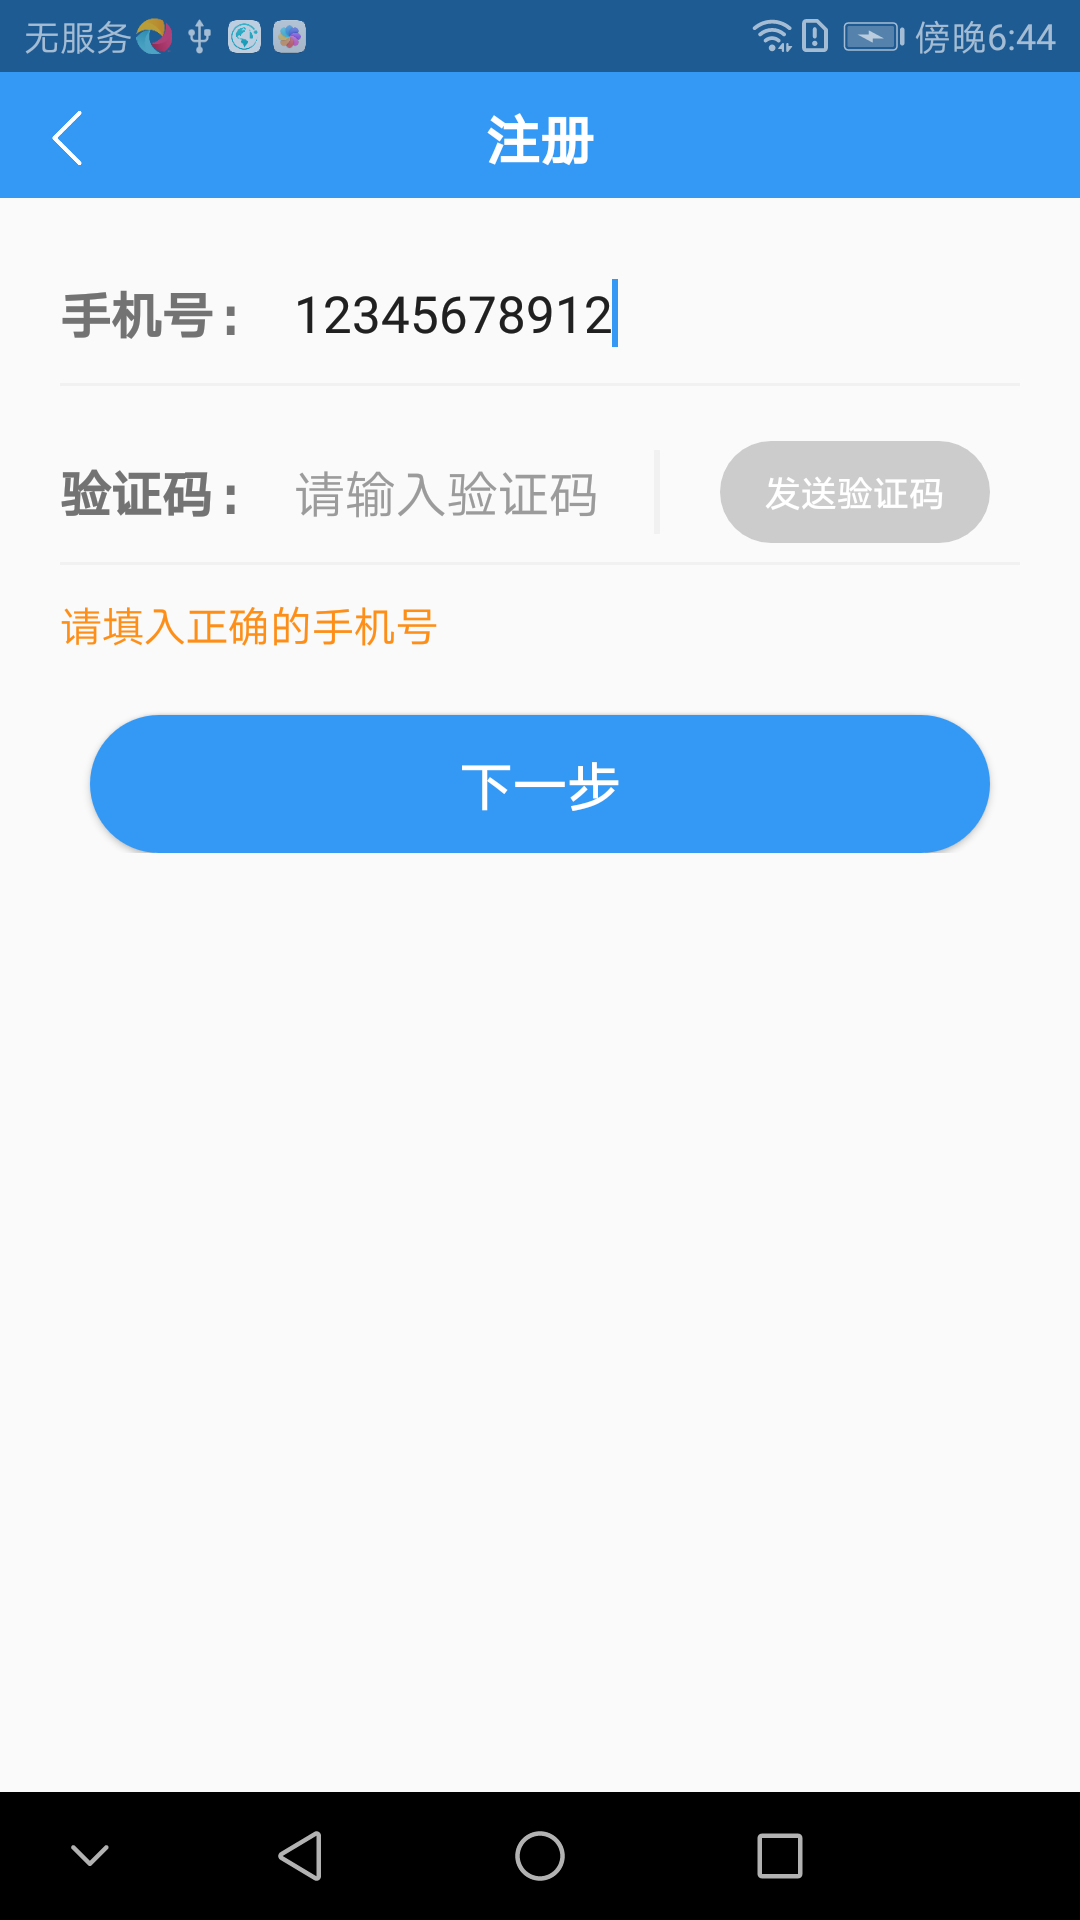 无服务 傍晚6:44
注册
手机号： 12345678912
验证码： 请输入验证码 发送验证码
请填入正确的手机号
下一步